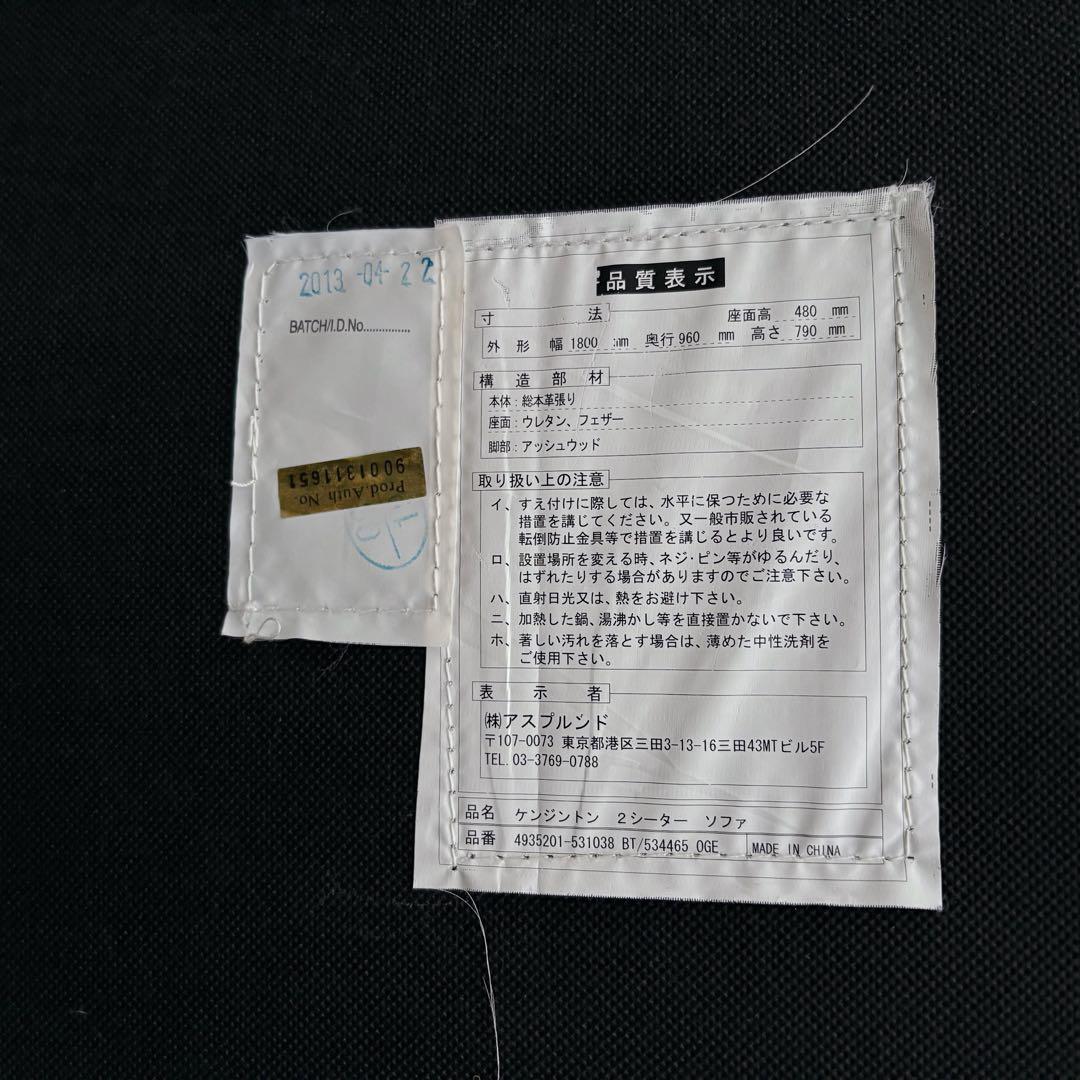 2013.-04-22
BATCH/I.D.No..............
Prod.Auth No.
9001311651
品質表示
寸法
座面高 480 mm
外形 幅 1800 mm 奥行 960 mm 高さ 790 mm
構造部材
本体:総本革張り
座面:ウレタン、フェザー
脚部:アッシュウッド
取り扱い上の注意
イ、すえ付けに際しては、水平に保つために必要な
措置を講じてください。又一般市販されている
転倒防止金具等で措置を講じるとより良いです。
ロ、設置場所を変える時、ネジ・ピン等がゆるんだり、
はずれたりする場合がありますのでご注意下さい。
ハ、直射日光又は、熱をお避け下さい。
ニ、加熱した鍋、湯沸かし等を直接置かないで下さい。
ホ、著しい汚れを落とす場合は、薄めた中性洗剤を
ご使用下さい。
表示者
㈱アスプルンド
〒107-0073 東京都港区三田3-13-16三田43MTビル5F
TEL.03-3769-0788
品名 ケンジントン 2シーター ソファ
品番 4935201-531038 BT/534465 OGE
MADE IN CHINA